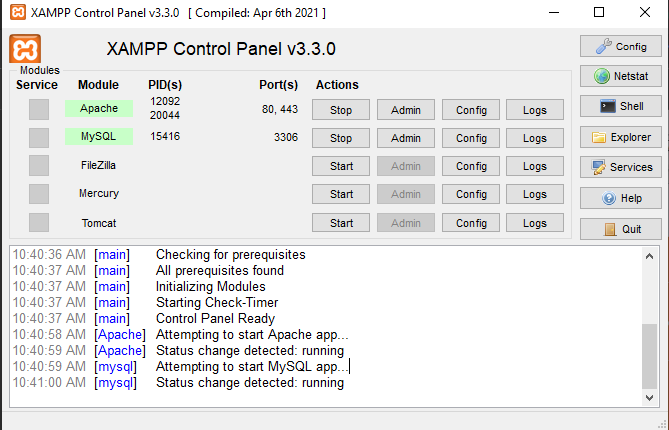 XAMPP Control Panel v3.3.0 [ Compiled: Apr 6th 2021 ]
XAMPP Control Panel v3.3.0
Config
Modules
Service Module PID(s) Port(s) Actions
Netstat
Apache 12092 20044 80, 443 Stop Admin Config Logs
Shell
MySQL 15416 3306 Stop Admin Config Logs
Explorer
FileZilla Start Admin Config Logs
Services
Mercury Start Admin Config Logs
Help
Tomcat Start Admin Config Logs
Quit
10:40:36 AM [main] Checking for prerequisites
10:40:37 AM [main] All prerequisites found
10:40:37 AM [main] Initializing Modules
10:40:37 AM [main] Starting Check-Timer
10:40:37 AM [main] Control Panel Ready
10:40:58 AM [Apache] Attempting to start Apache app...
10:40:59 AM [Apache] Status change detected: running
10:40:59 AM [mysql] Attempting to start MySQL app...
10:41:00 AM [mysql] Status change detected: running